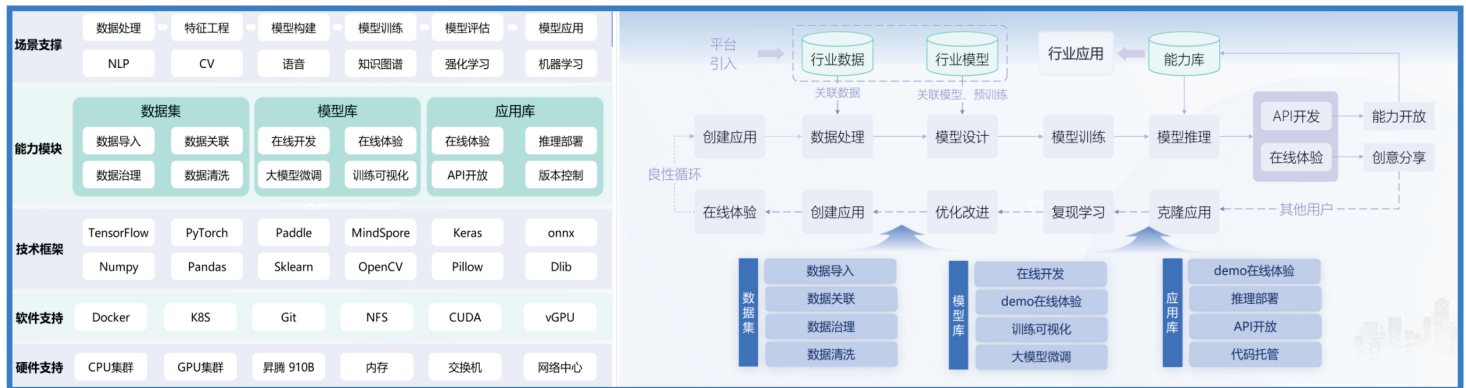 场景支撑
数据处理
特征工程
模型构建
模型训练
模型评估
模型应用
NLP
CV
语音
知识图谱
强化学习
机器学习
能力模块
数据集
模型库
应用库
数据导入
数据关联
在线开发
在线体验
在线体验
推理部署
数据治理
数据清洗
大模型微调
训练可视化
API开放
版本控制
技术框架
TensorFlow
PyTorch
Paddle
MindSpore
Keras
onnx
Numpy
Pandas
Sklearn
OpenCV
Pillow
Dlib
软件支持
Docker
K8S
Git
NFS
CUDA
vGPU
硬件支持
CPU集群
GPU集群
昇腾 910B
内存
交换机
网络中心
平台
引入
行业数据
行业模型
行业应用
能力库
关联数据
关联模型、预训练
创建应用
数据处理
模型设计
模型训练
模型推理
API开发
能力开放
在线体验
创意分享
良性循环
在线体验
创建应用
优化改进
复现学习
克隆应用
其他用户
数据集
数据导入
数据关联
数据治理
数据清洗
模型库
在线开发
demo在线体验
训练可视化
大模型微调
应用库
demo在线体验
推理部署
API开放
代码托管